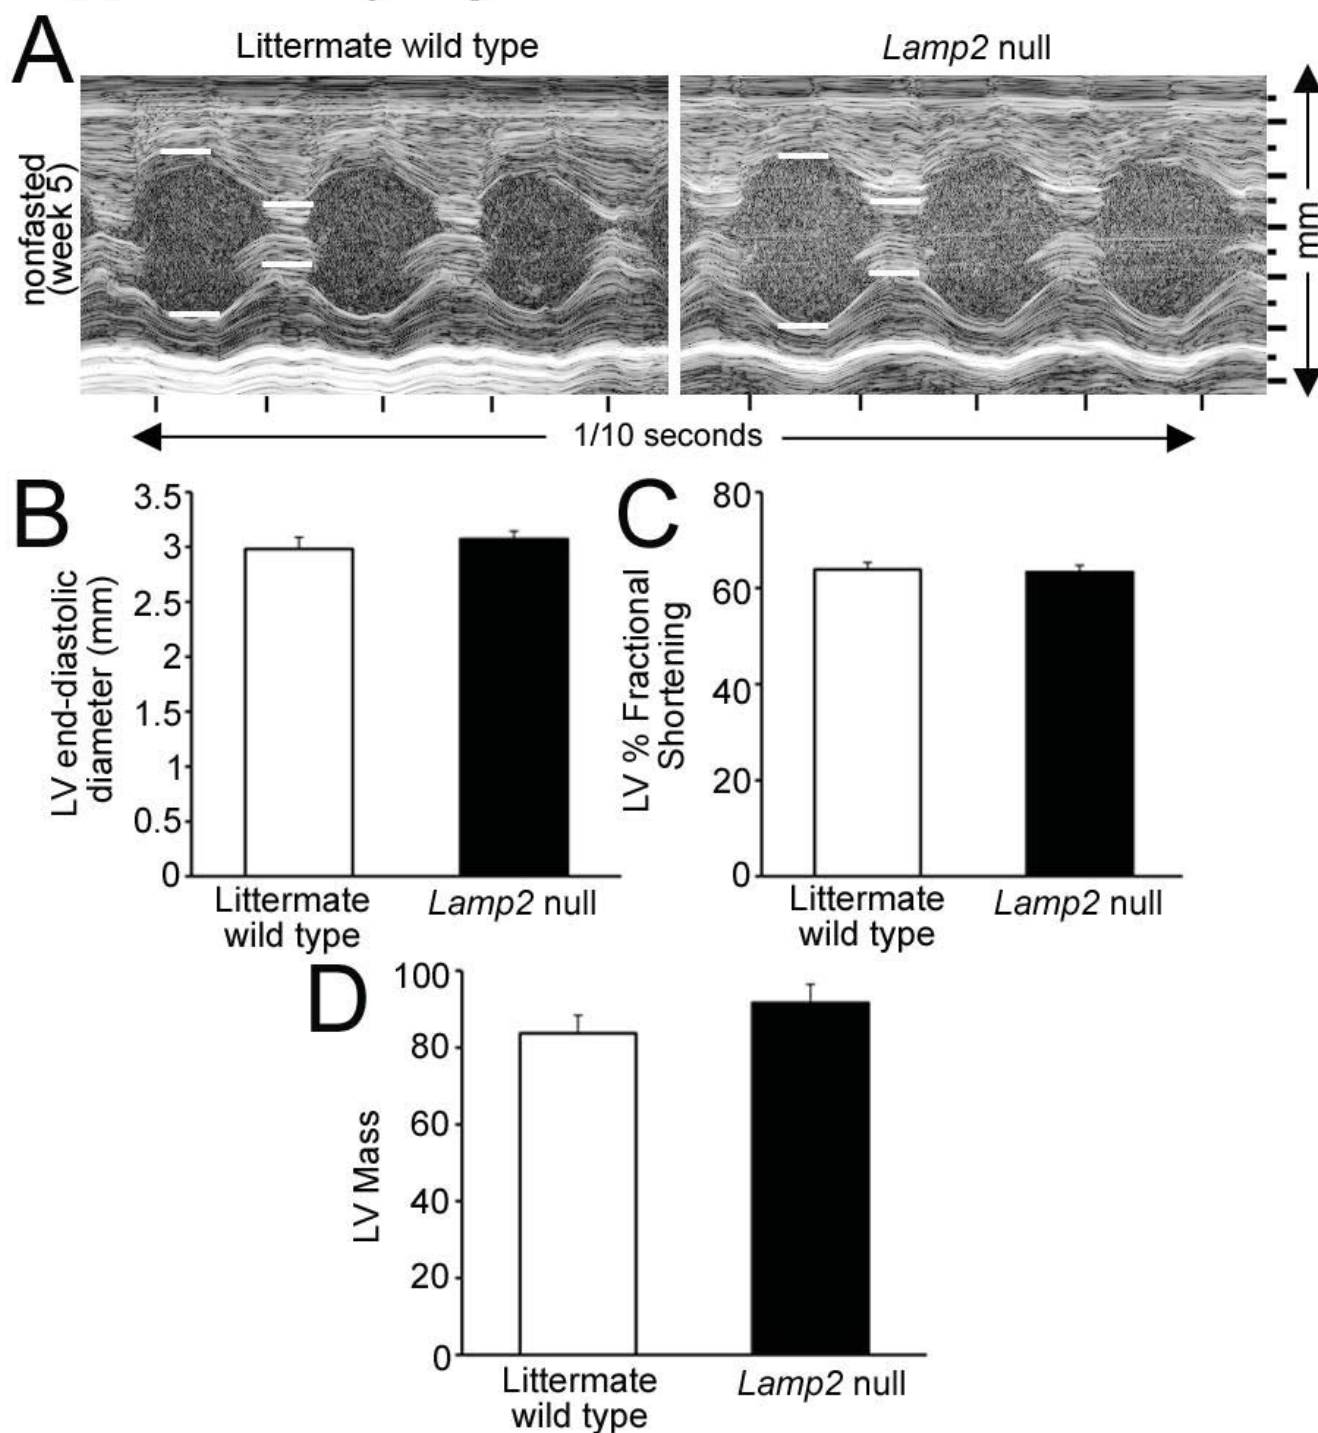 A
Littermate wild type
Lamp2 null
nonfasted
(week 5)
mm
1/10 seconds
B
LV end-diastolic
diameter (mm)
3.5
3
2.5
2
1.5
1
0.5
0
Littermate
wild type
Lamp2 null
C
LV % Fractional
Shortening
80
60
40
20
0
Littermate
wild type
Lamp2 null
D
LV Mass
100
80
60
40
20
0
Littermate
wild type
Lamp2 null